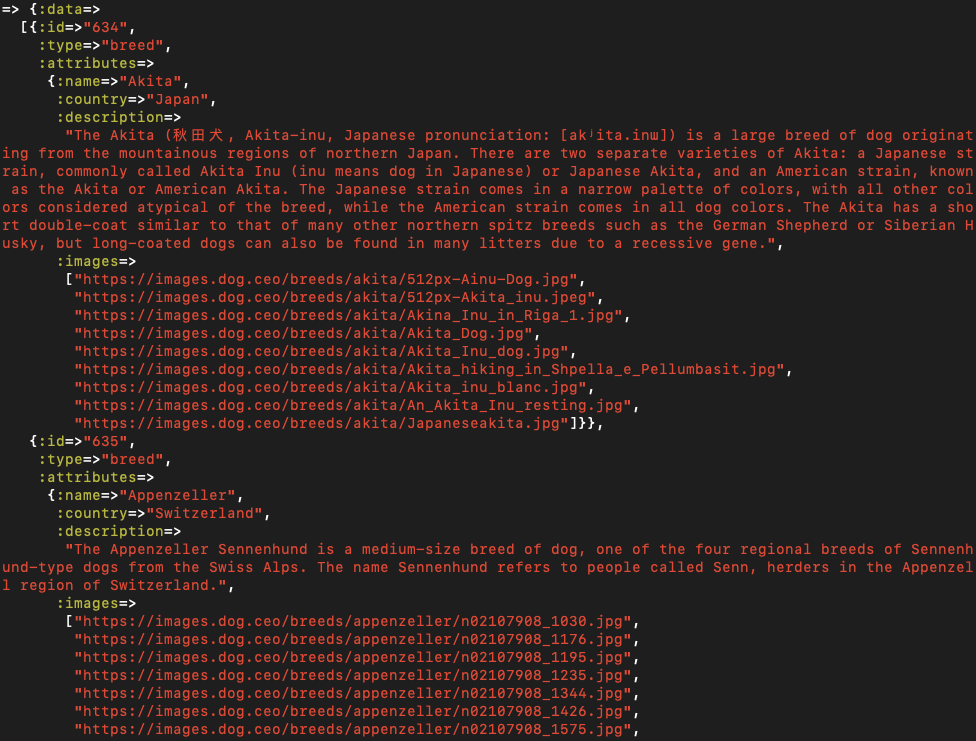 => {:data=>
[{:id=>"634",
:type=>"breed",
:attributes=>
{:name=>"Akita",
:country=>"Japan",
:description=>
"The Akita (秋田犬, Akita-inu, Japanese pronunciation: [akʲita.inɯ]) is a large breed of dog originat
ing from the mountainous regions of northern Japan. There are two separate varieties of Akita: a Japanese st
rain, commonly called Akita Inu (inu means dog in Japanese) or Japanese Akita, and an American strain, known
as the Akita or American Akita. The Japanese strain comes in a narrow palette of colors, with all other col
ors considered atypical of the breed, while the American strain comes in all dog colors. The Akita has a sho
rt double-coat similar to that of many other northern spitz breeds such as the German Shepherd or Siberian H
usky, but long-coated dogs can also be found in many litters due to a recessive gene.",
:images=>
["https://images.dog.ceo/breeds/akita/512px-Ainu-Dog.jpg",
"https://images.dog.ceo/breeds/akita/512px-Akita_inu.jpeg",
"https://images.dog.ceo/breeds/akita/Akina_Inu_in_Riga_1.jpg",
"https://images.dog.ceo/breeds/akita/Akita_Dog.jpg",
"https://images.dog.ceo/breeds/akita/Akita_Inu_dog.jpg",
"https://images.dog.ceo/breeds/akita/Akita_hiking_in_Shpella_e_Pellumbasit.jpg",
"https://images.dog.ceo/breeds/akita/Akita_inu_blanc.jpg",
"https://images.dog.ceo/breeds/akita/An_Akita_Inu_resting.jpg",
"https://images.dog.ceo/breeds/akita/Japaneseakita.jpg"]}},
{:id=>"635",
:type=>"breed",
:attributes=>
{:name=>"Appenzeller",
:country=>"Switzerland",
:description=>
"The Appenzeller Sennenhund is a medium-size breed of dog, one of the four regional breeds of Sennenh
und-type dogs from the Swiss Alps. The name Sennenhund refers to people called Senn, herders in the Appenzel
l region of Switzerland.",
:images=>
["https://images.dog.ceo/breeds/appenzeller/n02107908_1030.jpg",
"https://images.dog.ceo/breeds/appenzeller/n02107908_1176.jpg",
"https://images.dog.ceo/breeds/appenzeller/n02107908_1195.jpg",
"https://images.dog.ceo/breeds/appenzeller/n02107908_1235.jpg",
"https://images.dog.ceo/breeds/appenzeller/n02107908_1344.jpg",
"https://images.dog.ceo/breeds/appenzeller/n02107908_1426.jpg",
"https://images.dog.ceo/breeds/appenzeller/n02107908_1575.jpg",